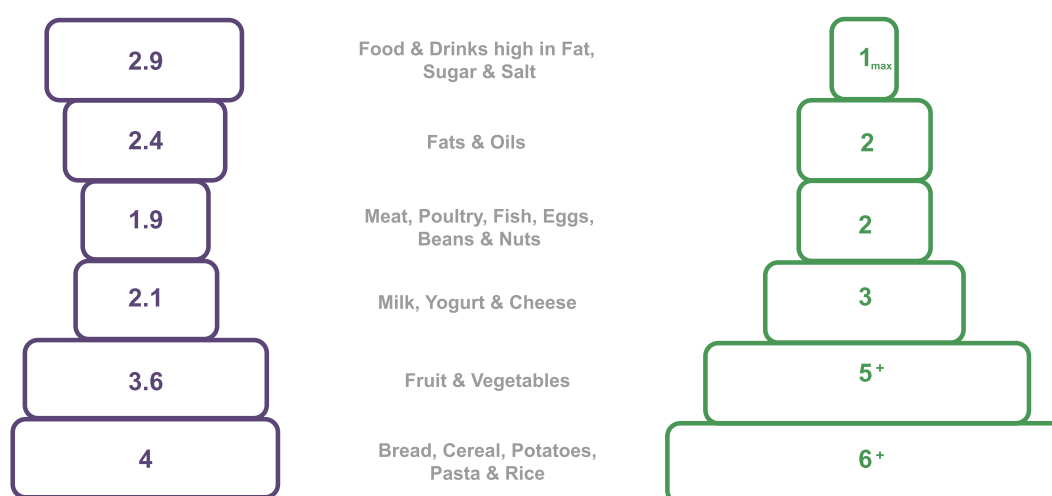 2.9
Food & Drinks high in Fat,
Sugar & Salt
1max
2.4
Fats & Oils
2
1.9
Meat, Poultry, Fish, Eggs,
Beans & Nuts
2
2.1
Milk, Yogurt & Cheese
3
3.6
Fruit & Vegetables
5+
4
Bread, Cereal, Potatoes,
Pasta & Rice
6+